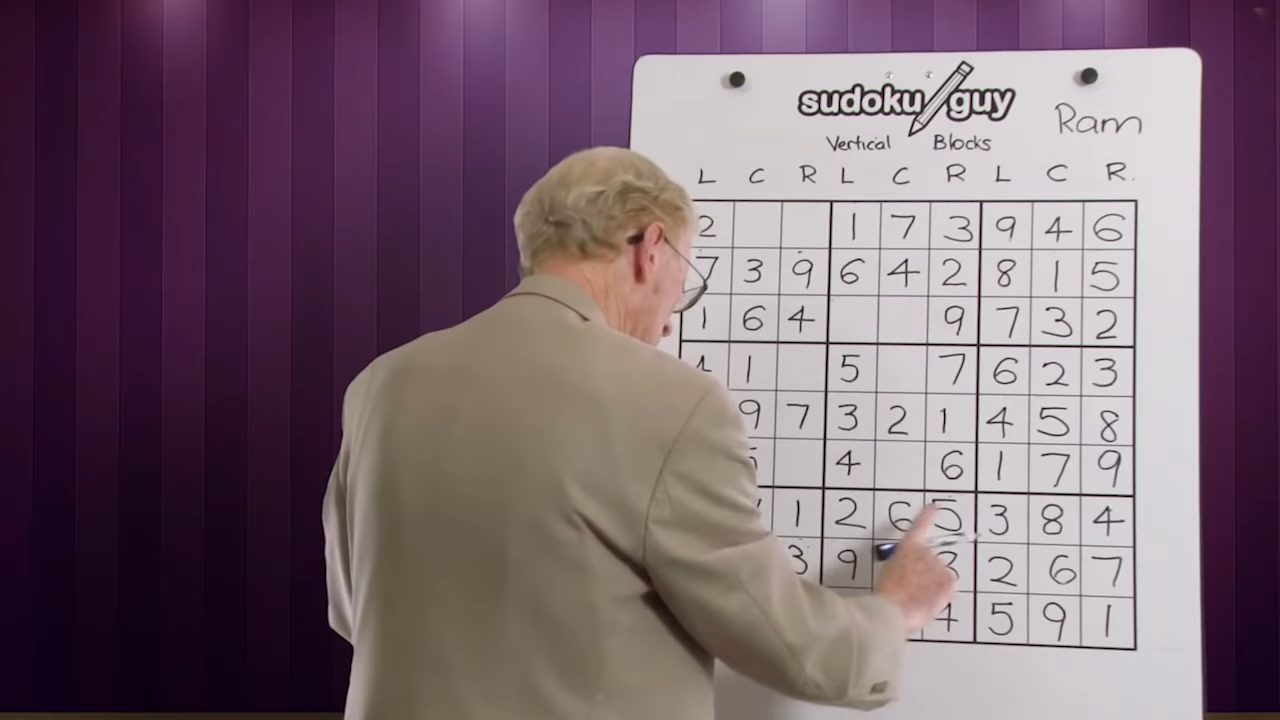 sudoku guy
Ram
Vertical Blocks
L C R L C R L C R.
2 1 7 3 9 4 6
7 3 9 6 4 2 8 1 5
1 6 4 9 7 3 2
1 5 7 6 2 3
9 7 3 2 1 4 5 8
4 6 1 7 9
1 2 6 5 3 8 4
3 9 2 6 7
5 9 1